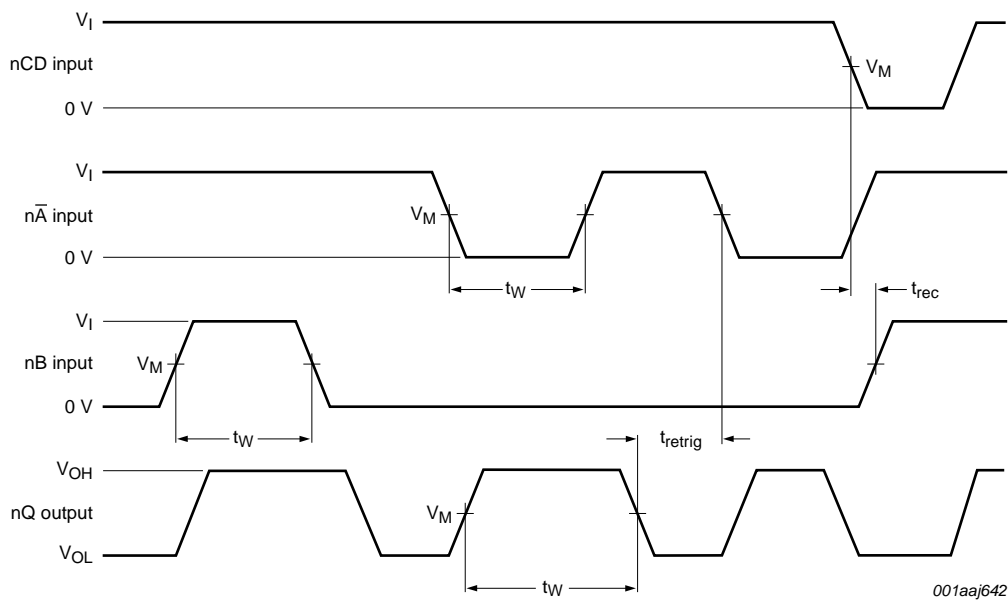 V_I
nCD input
V_M
0 V
V_I
nA̅ input
V_M
0 V
t_W
t_rec
V_I
nB input
V_M
0 V
t_W
t_retrig
V_OH
nQ output
V_M
V_OL
t_W
001aaj642